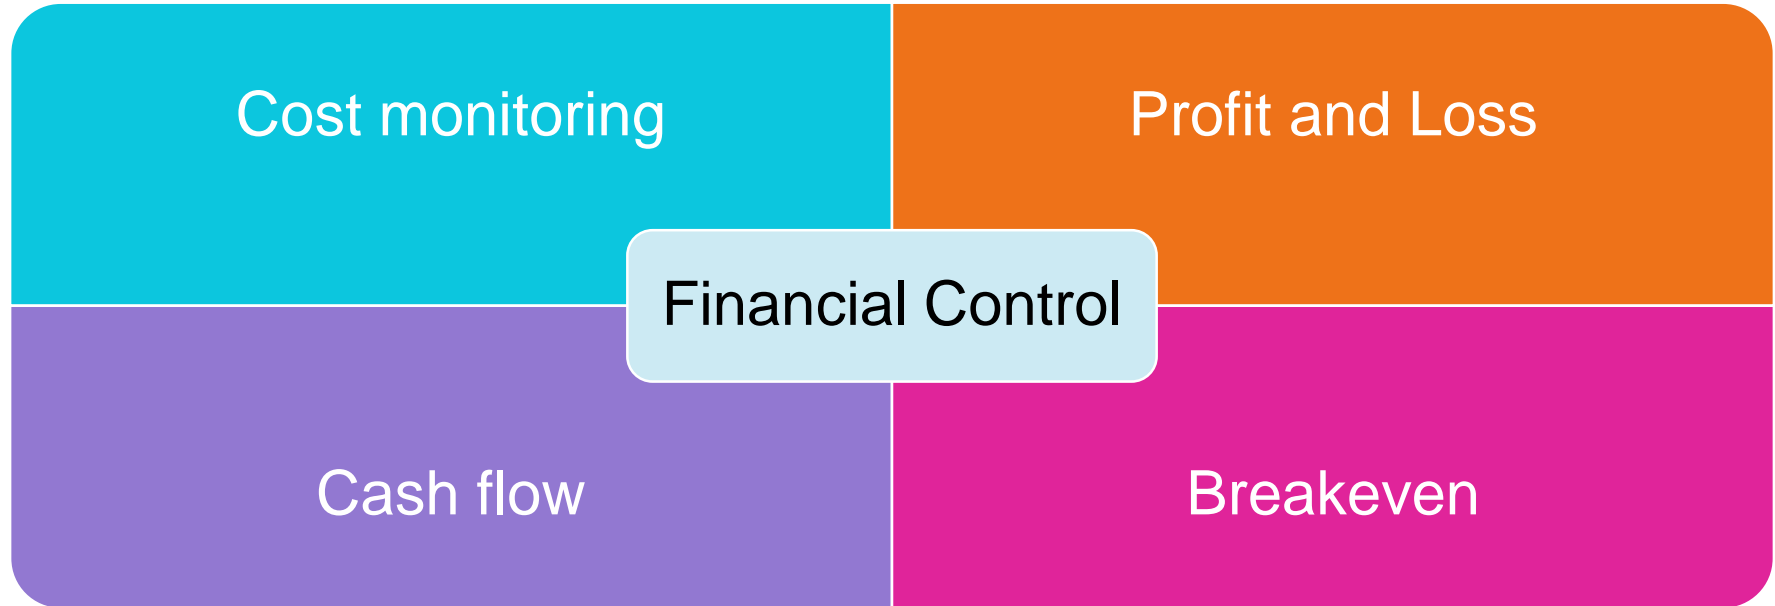 Cost monitoring
Profit and Loss
Financial Control
Cash flow
Breakeven